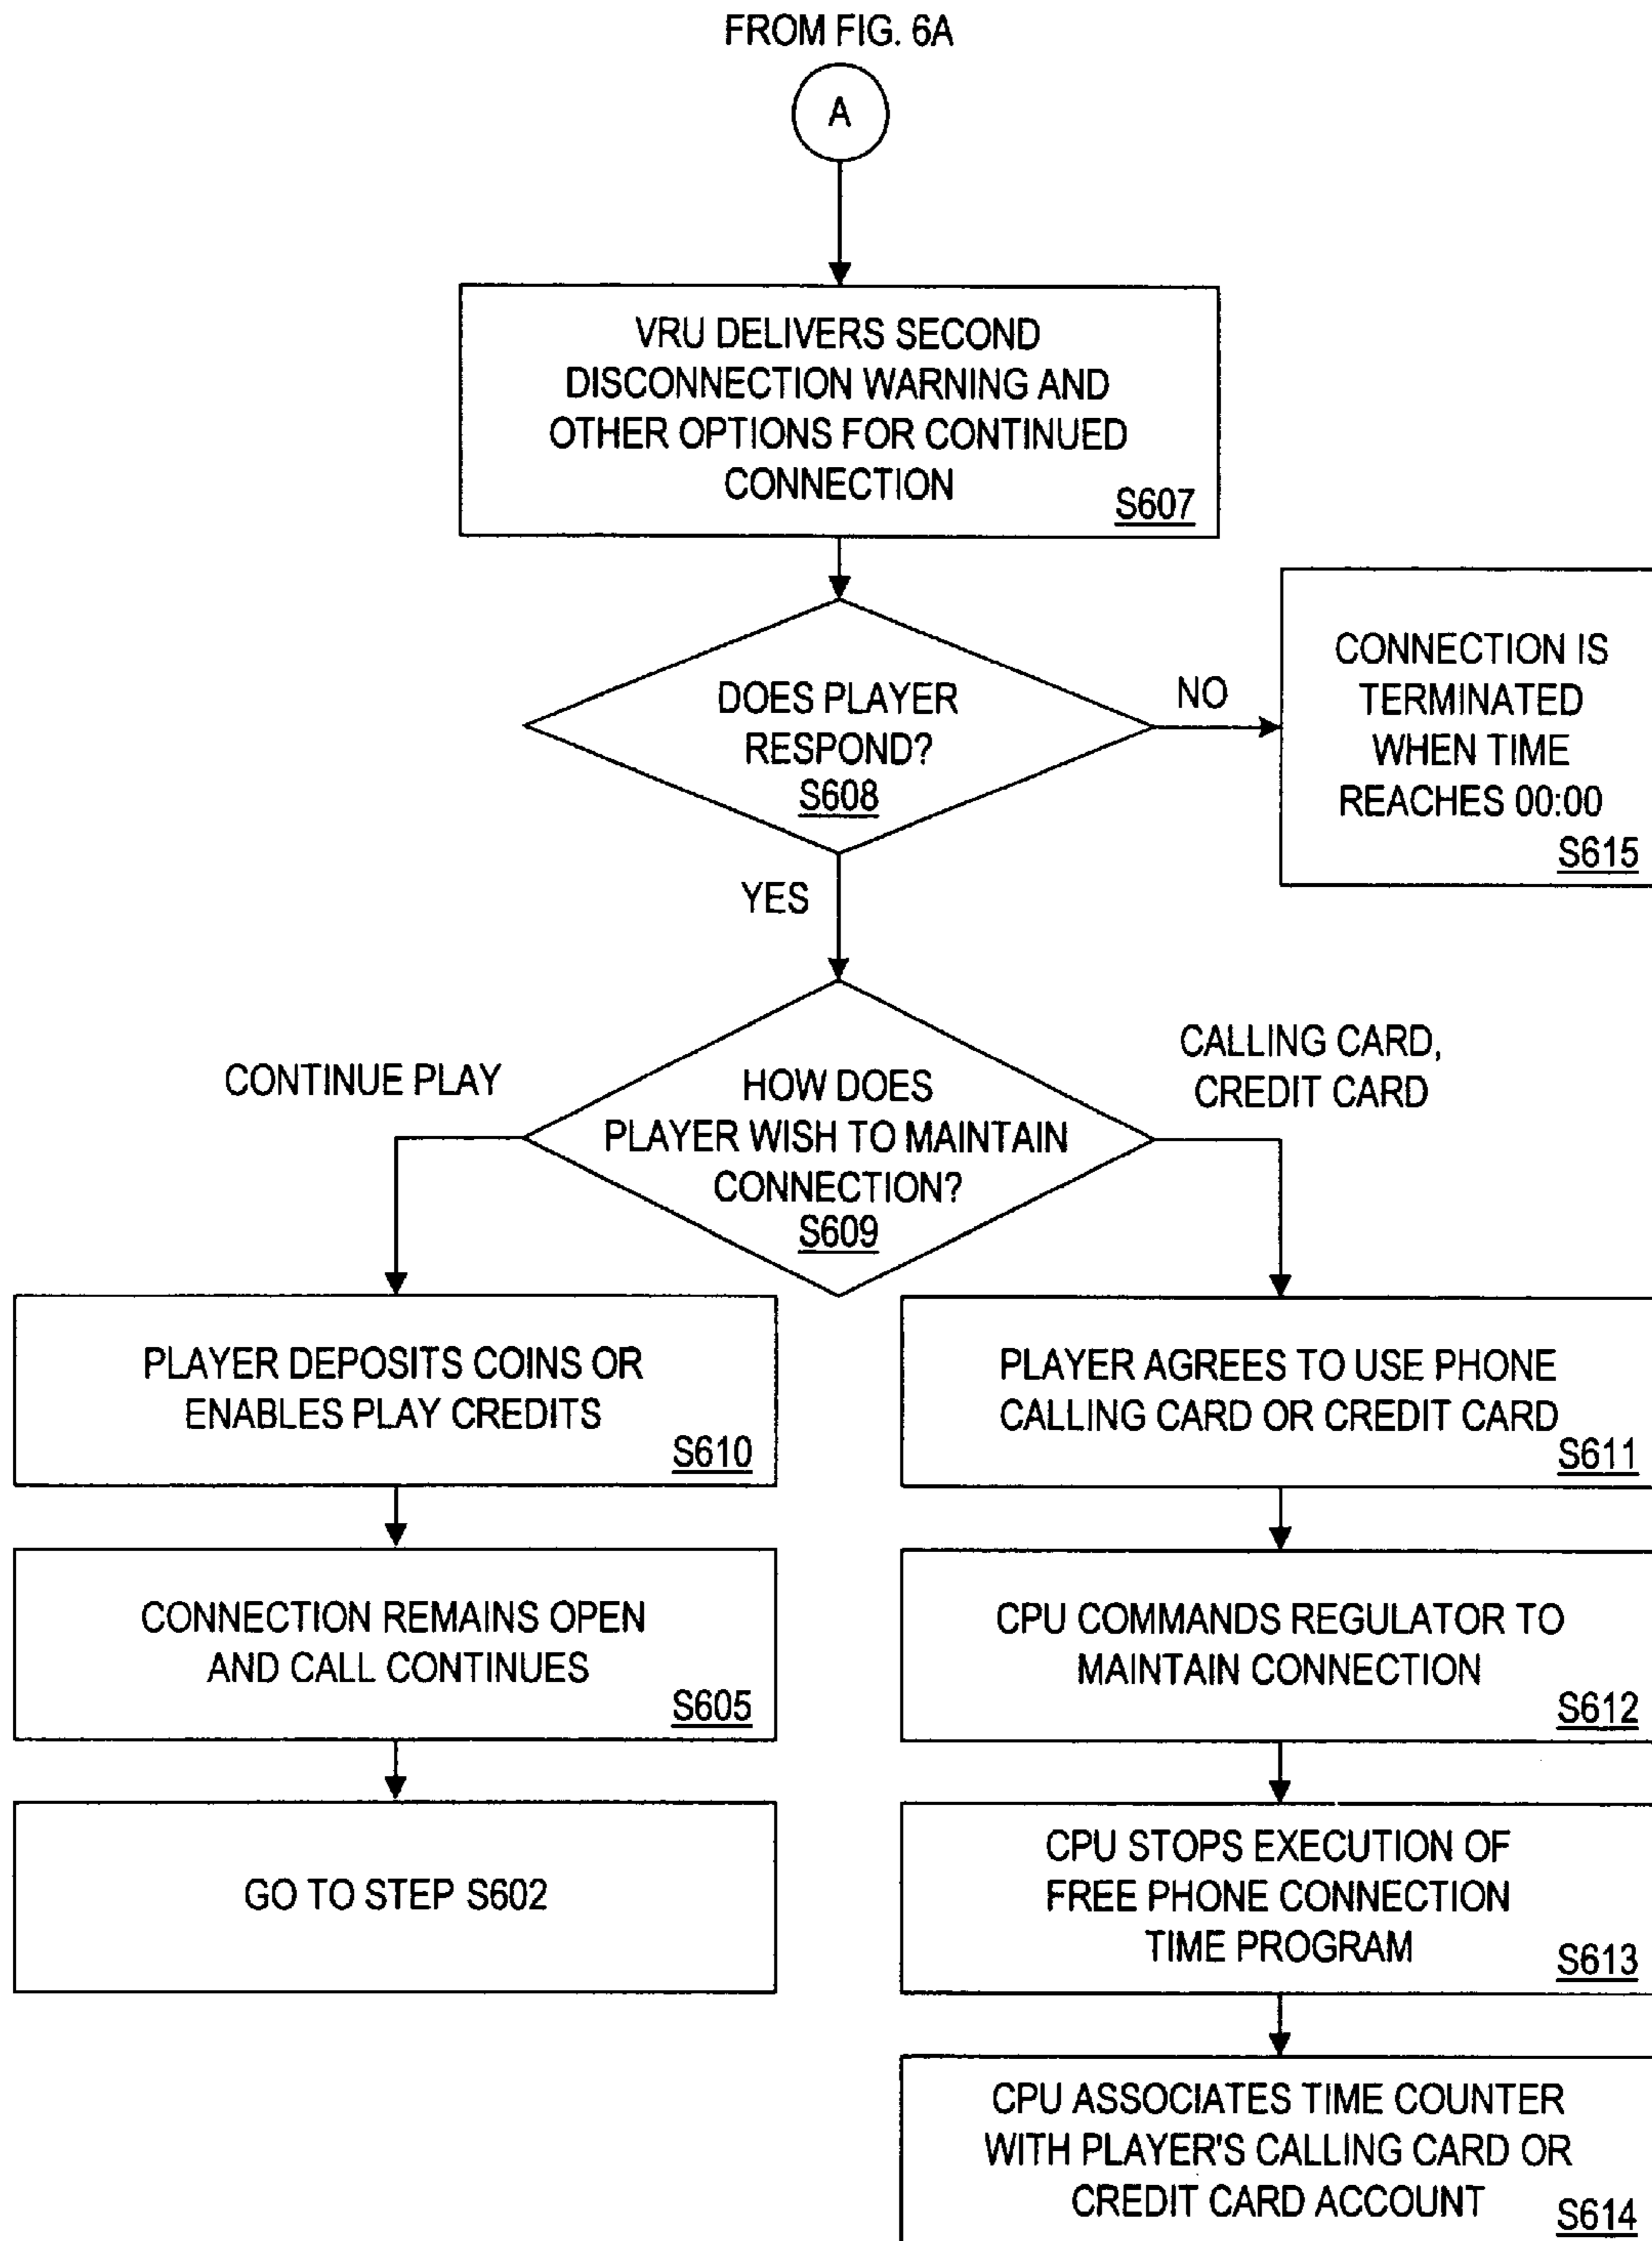 FROM FIG. 6A
A
VRU DELIVERS SECOND
DISCONNECTION WARNING AND
OTHER OPTIONS FOR CONTINUED
CONNECTION
S607
DOES PLAYER
RESPOND?
S608
NO
CONNECTION IS
TERMINATED
WHEN TIME
REACHES 00:00
S615
YES
HOW DOES
PLAYER WISH TO MAINTAIN
CONNECTION?
S609
CONTINUE PLAY
CALLING CARD,
CREDIT CARD
PLAYER DEPOSITS COINS OR
ENABLES PLAY CREDITS
S610
CONNECTION REMAINS OPEN
AND CALL CONTINUES
S605
GO TO STEP S602
PLAYER AGREES TO USE PHONE
CALLING CARD OR CREDIT CARD
S611
CPU COMMANDS REGULATOR TO
MAINTAIN CONNECTION
S612
CPU STOPS EXECUTION OF
FREE PHONE CONNECTION
TIME PROGRAM
S613
CPU ASSOCIATES TIME COUNTER
WITH PLAYER'S CALLING CARD OR
CREDIT CARD ACCOUNT
S614